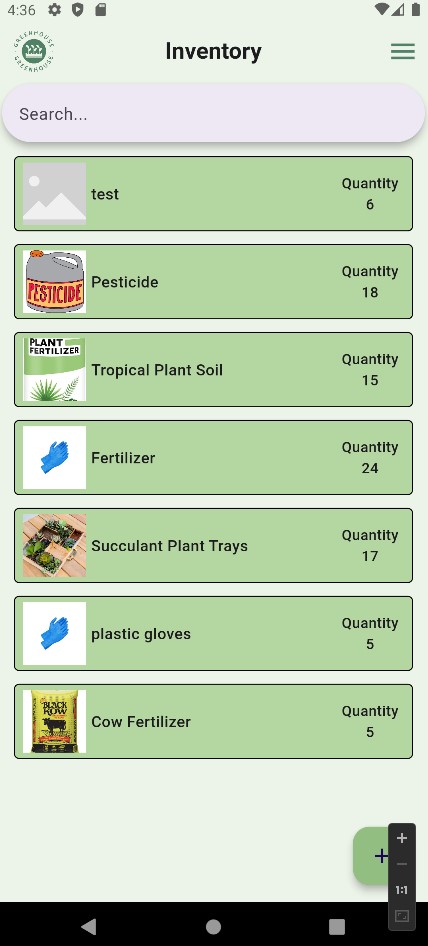 4:36
GREENHOUSE
GREENHOUSE
Inventory
Search...
test
Quantity
6
PESTICIDE
Pesticide
Quantity
18
PLANT
FERTILIZER
Tropical Plant Soil
Quantity
15
Fertilizer
Quantity
24
Succulant Plant Trays
Quantity
17
plastic gloves
Quantity
5
BLACK
KOW
Cow Fertilizer
Quantity
5
+
+
−
1:1